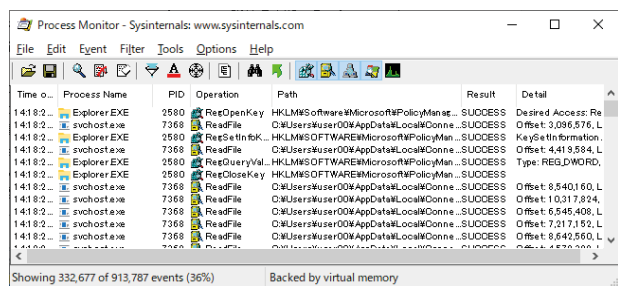 Process Monitor - Sysinternals: www.sysinternals.com
File Edit Event Filter Tools Options Help
Time o... Process Name PID Operation Path Result Detail
14:18:2... Explorer.EXE 2580 RegOpenKey HKLM¥Software¥Microsoft¥PolicyManag... SUCCESS Desired Access: Re
14:18:2... svchost.exe 7368 ReadFile C:¥Users¥user00¥AppData¥Local¥Conne... SUCCESS Offset: 3,096,576, L
14:18:2... Explorer.EXE 2580 RegSetInfoK... HKLM¥SOFTWARE¥Microsoft¥PolicyMan... SUCCESS KeySetInformation
14:18:2... svchost.exe 7368 ReadFile C:¥Users¥user00¥AppData¥Local¥Conne... SUCCESS Offset: 4,419,584, L
14:18:2... Explorer.EXE 2580 RegQueryVal... HKLM¥SOFTWARE¥Microsoft¥PolicyMan... SUCCESS Type: REG_DWORD,
14:18:2... Explorer.EXE 2580 RegCloseKey HKLM¥SOFTWARE¥Microsoft¥PolicyMan... SUCCESS
14:18:2... svchost.exe 7368 ReadFile C:¥Users¥user00¥AppData¥Local¥Conne... SUCCESS Offset: 8,540,160, L
14:18:2... svchost.exe 7368 ReadFile C:¥Users¥user00¥AppData¥Local¥Conne... SUCCESS Offset: 10,317,824,
14:18:2... svchost.exe 7368 ReadFile C:¥Users¥user00¥AppData¥Local¥Conne... SUCCESS Offset: 6,545,408, L
14:18:2... svchost.exe 7368 ReadFile C:¥Users¥user00¥AppData¥Local¥Conne... SUCCESS Offset: 7,217,152, L
14:18:2... svchost.exe 7368 ReadFile C:¥Users¥user00¥AppData¥Local¥Conne... SUCCESS Offset: 8,642,560, L
Showing 332,677 of 913,787 events (36%) Backed by virtual memory